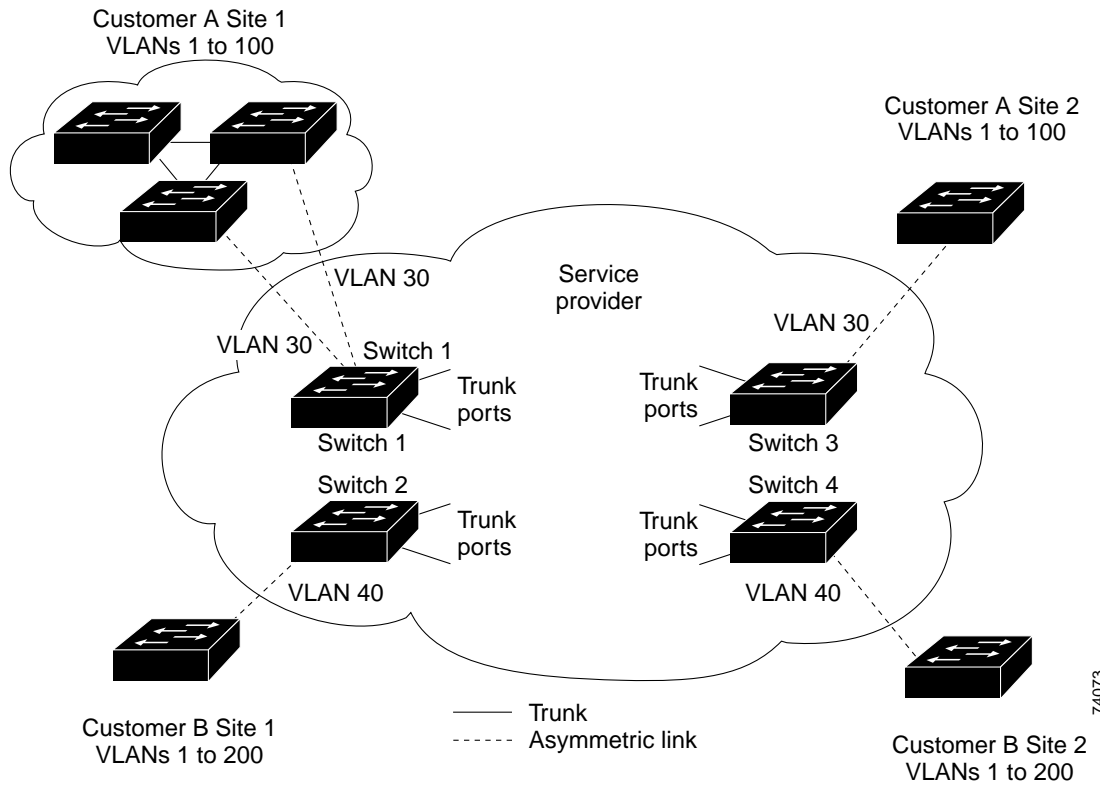 Customer A Site 1
VLANs 1 to 100
Customer A Site 2
VLANs 1 to 100
VLAN 30
Service
provider
VLAN 30
VLAN 30
Switch 1
Trunk
ports
Trunk
ports
Switch 1
Switch 3
Switch 2
Switch 4
Trunk
ports
Trunk
ports
VLAN 40
VLAN 40
Customer B Site 1
VLANs 1 to 200
Trunk
Asymmetric link
Customer B Site 2
VLANs 1 to 200
74073